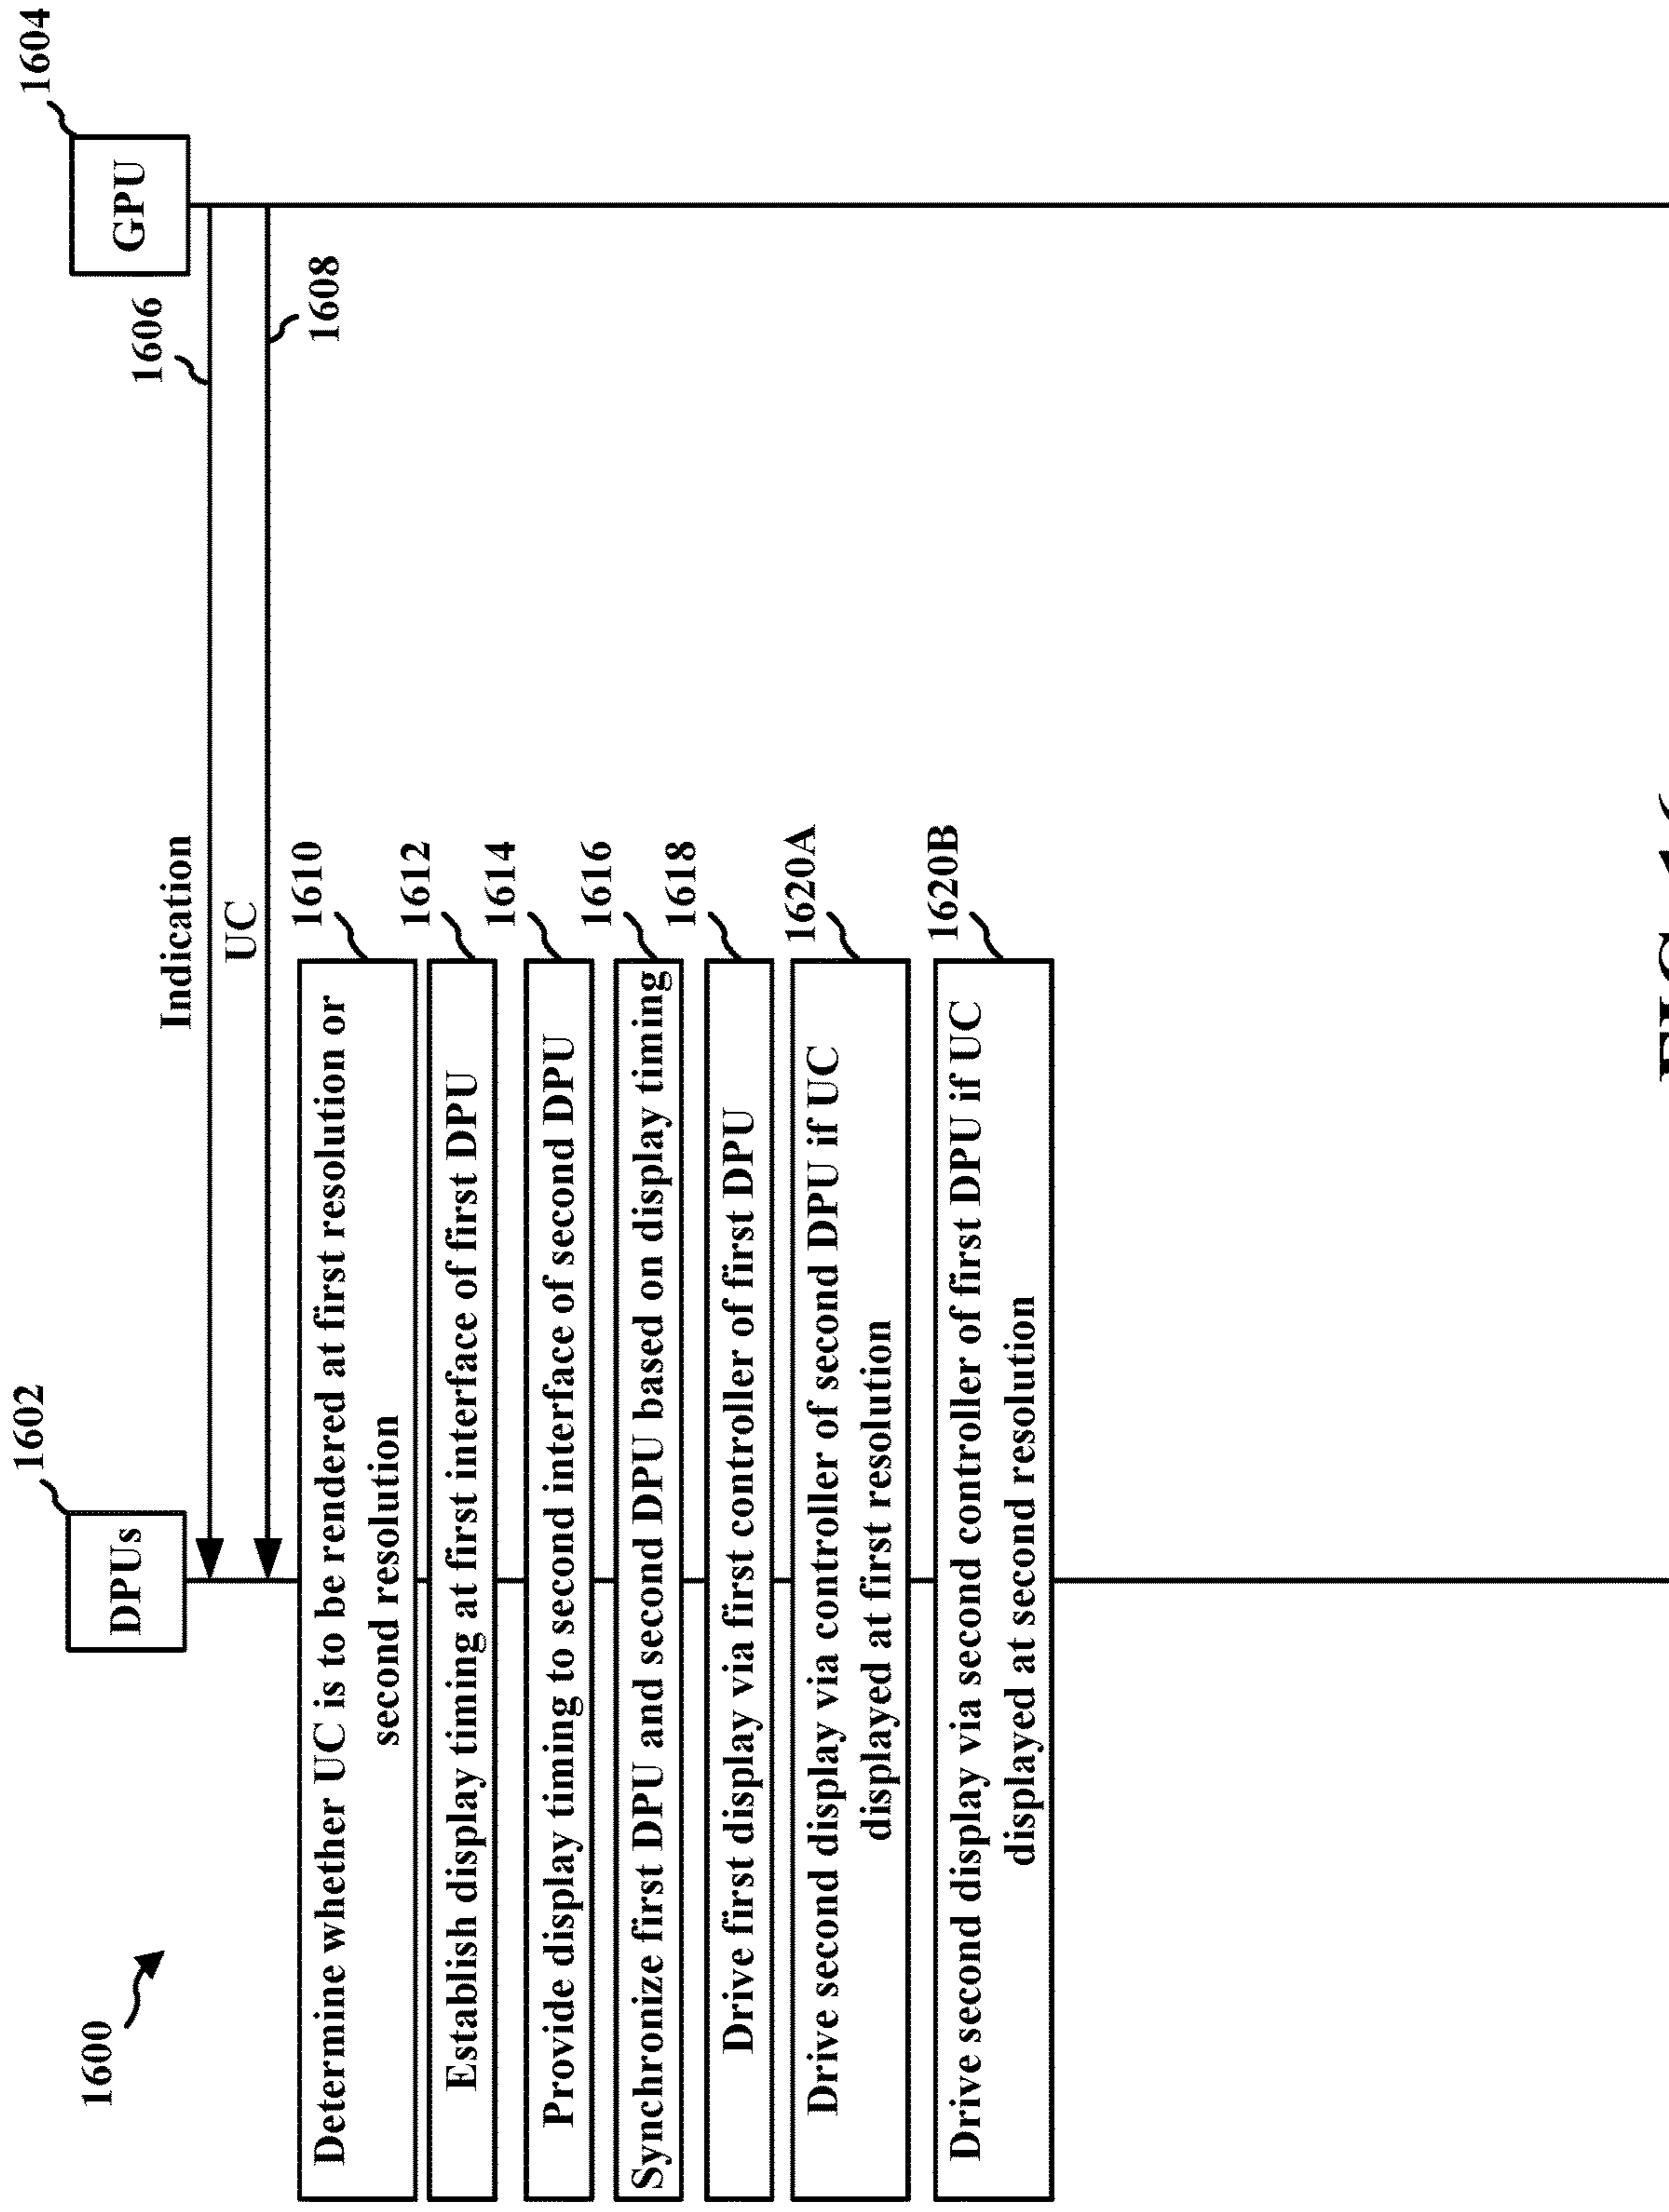 1600
1602
DPUs
1604
GPU
Indication
1606
UC
1608
Determine whether UC is to be rendered at first resolution or
second resolution
1610
Establish display timing at first interface of first DPU
1612
Provide display timing to second interface of second DPU
1614
Synchronize first DPU and second DPU based on display timing
1616
Drive first display via first controller of first DPU
1618
Drive second display via controller of second DPU if UC
displayed at first resolution
1620A
Drive second display via second controller of first DPU if UC
displayed at second resolution
1620B